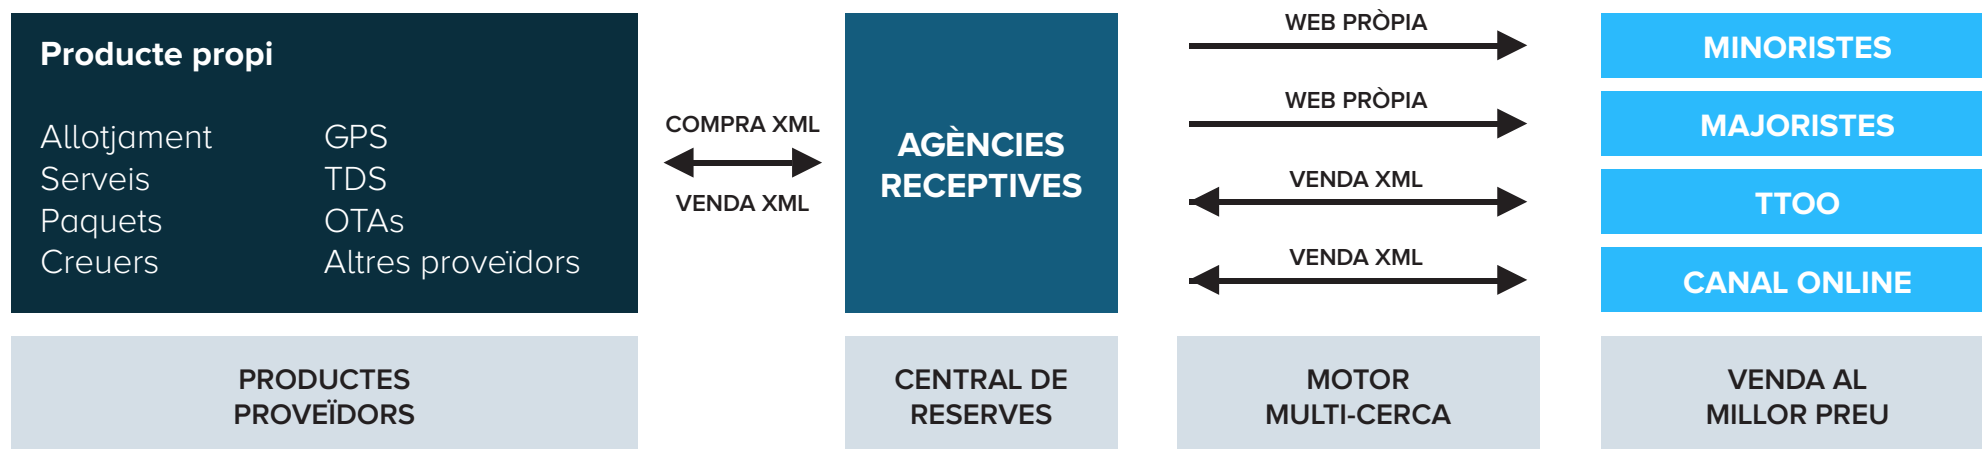 Producte propi
Allotjament
Serveis
Paquets
Creuers
GPS
TDS
OTAs
Altres proveïdors
COMPRA XML
VENDA XML
AGÈNCIES
RECEPTIVES
WEB PRÒPIA
WEB PRÒPIA
VENDA XML
VENDA XML
MINORISTES
MAJORISTES
TTOO
CANAL ONLINE
PRODUCTES
PROVEÏDORS
CENTRAL DE
RESERVES
MOTOR
MULTI-CERCA
VENDA AL
MILLOR PREU